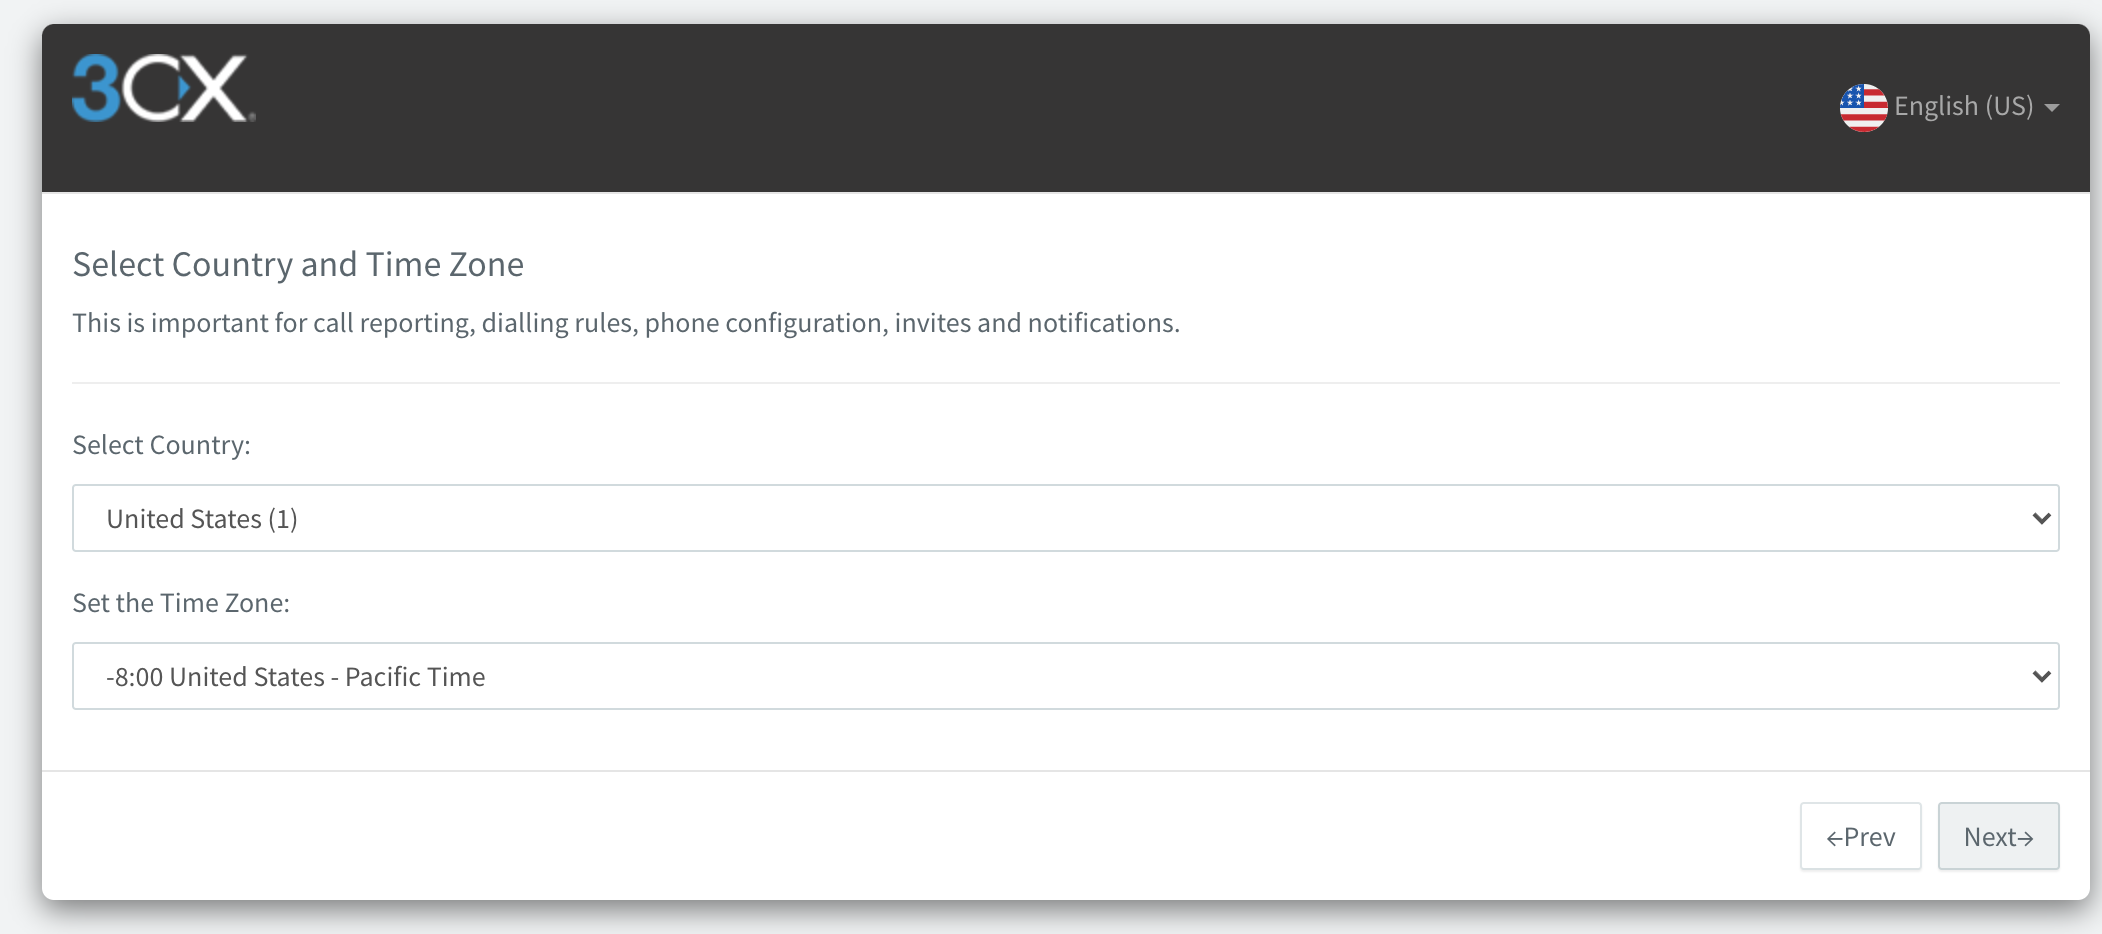 3CX
English (US)
Select Country and Time Zone
This is important for call reporting, dialling rules, phone configuration, invites and notifications.
Select Country:
United States (1)
Set the Time Zone:
-8:00 United States - Pacific Time
←Prev
Next→